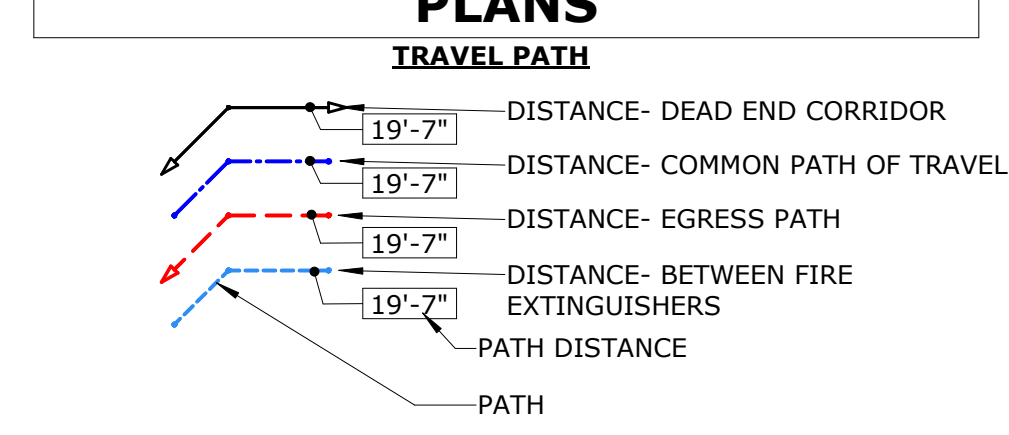 PLANS
TRAVEL PATH
DISTANCE- DEAD END CORRIDOR
19'-7"
DISTANCE- COMMON PATH OF TRAVEL
19'-7"
DISTANCE- EGRESS PATH
19'-7"
DISTANCE- BETWEEN FIRE
EXTINGUISHERS
19'-7"
PATH DISTANCE
PATH